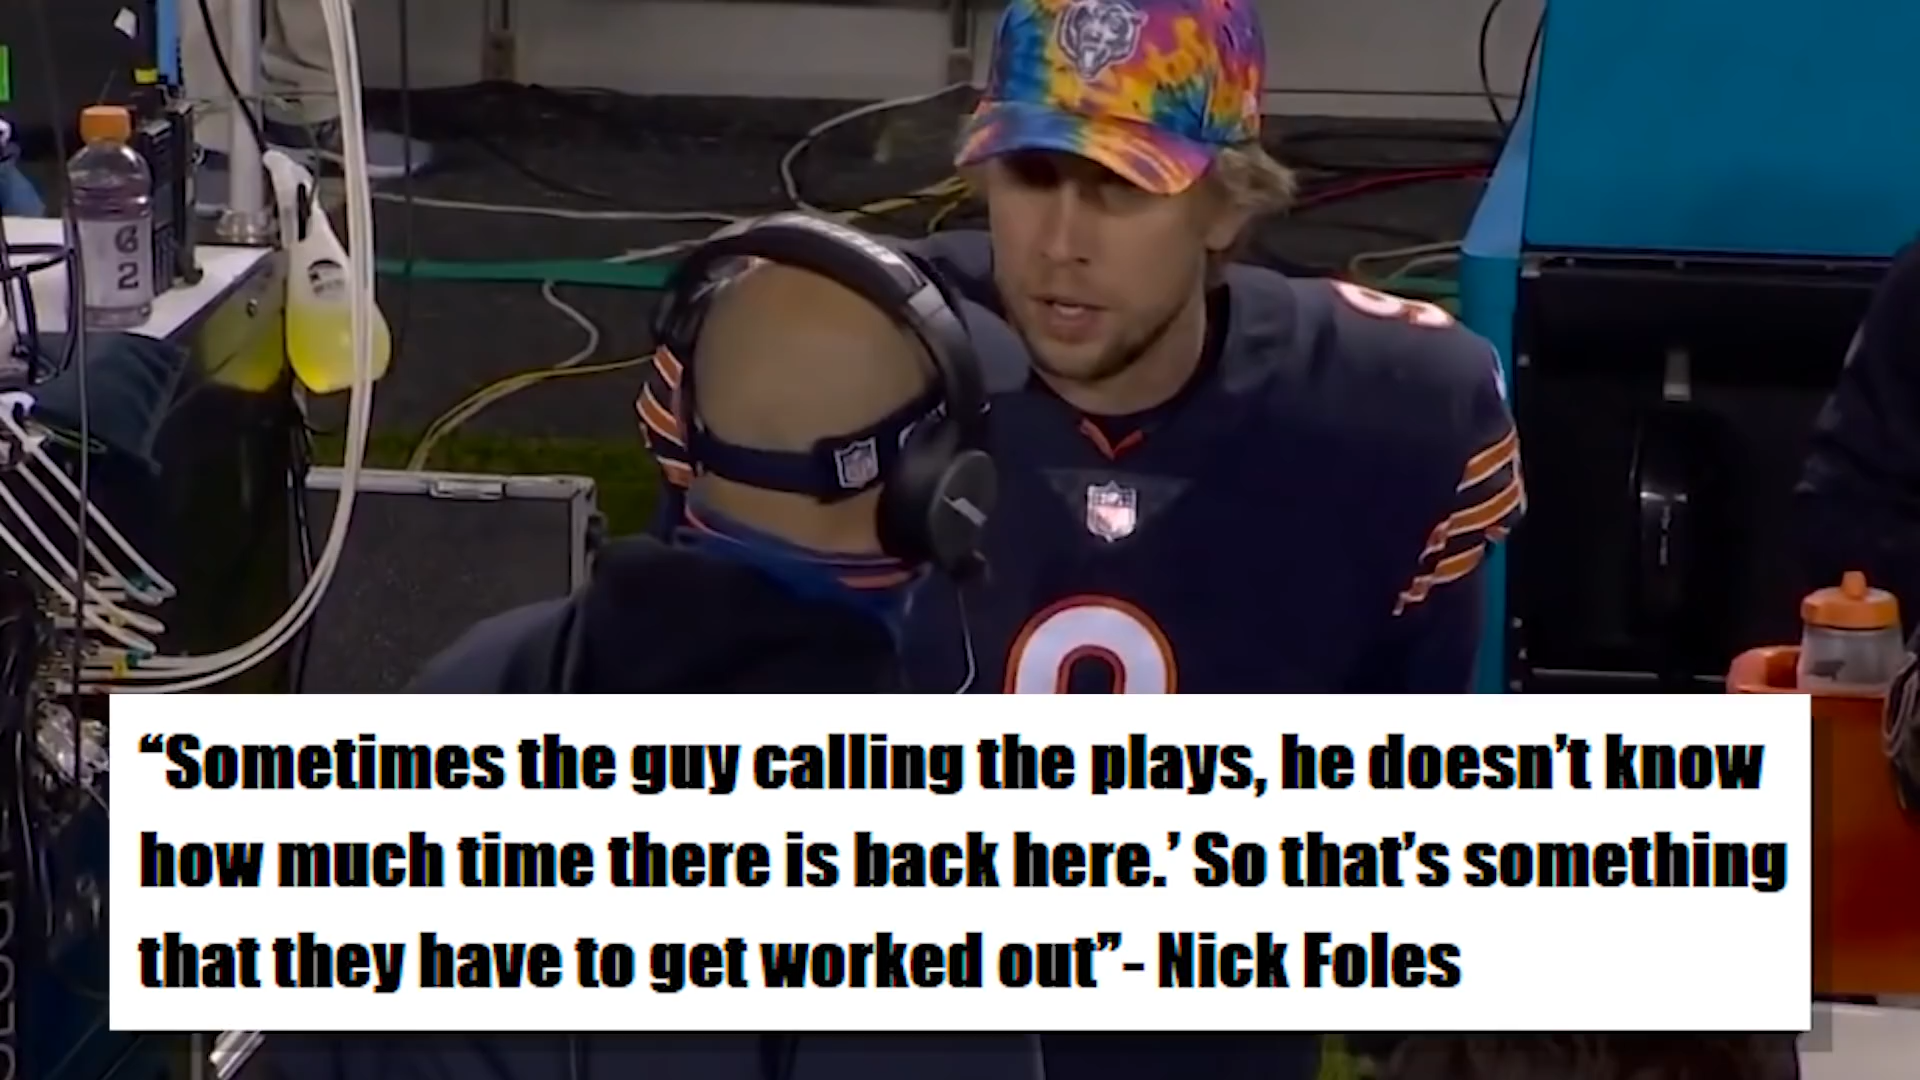 G
2
“Sometimes the guy calling the plays, he doesn’t know
how much time there is back here.’ So that’s something
that they have to get worked out”- Nick Foles